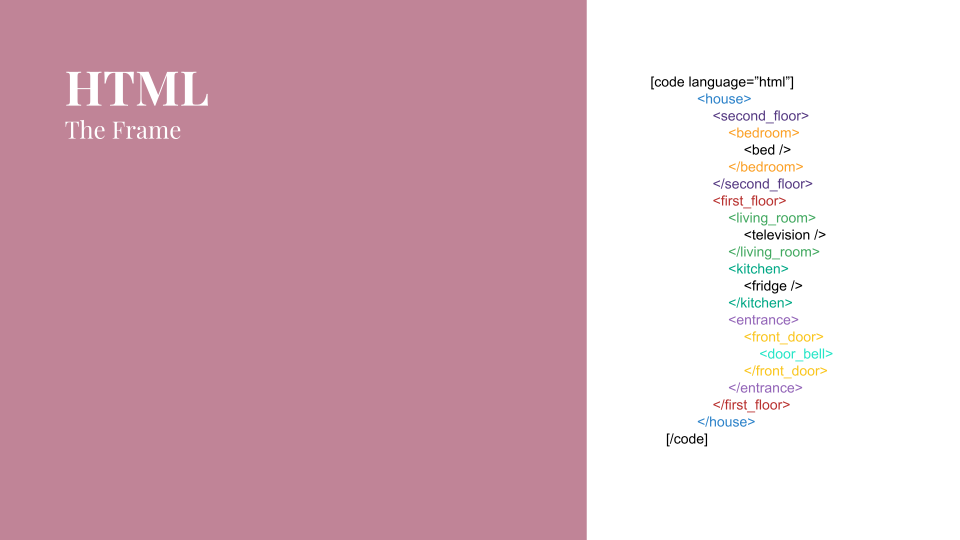 HTML
The Frame
[code language=”html”]
<house>
<second_floor>
<bedroom>
<bed />
</bedroom>
</second_floor>
<first_floor>
<living_room>
<television />
</living_room>
<kitchen>
<fridge />
</kitchen>
<entrance>
<front_door>
<door_bell>
</front_door>
</entrance>
</first_floor>
</house>
[/code]